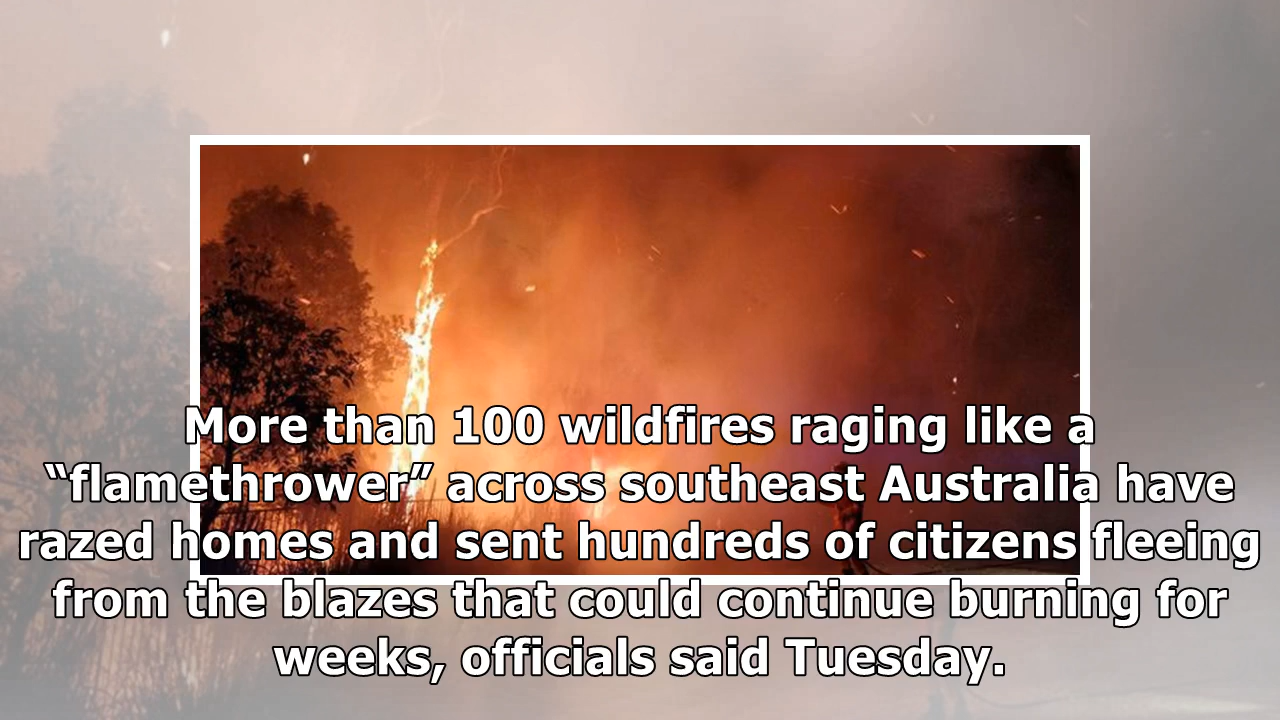 More than 100 wildfires raging like a
“flamethrower” across southeast Australia have
razed homes and sent hundreds of citizens fleeing
from the blazes that could continue burning for
weeks, officials said Tuesday.